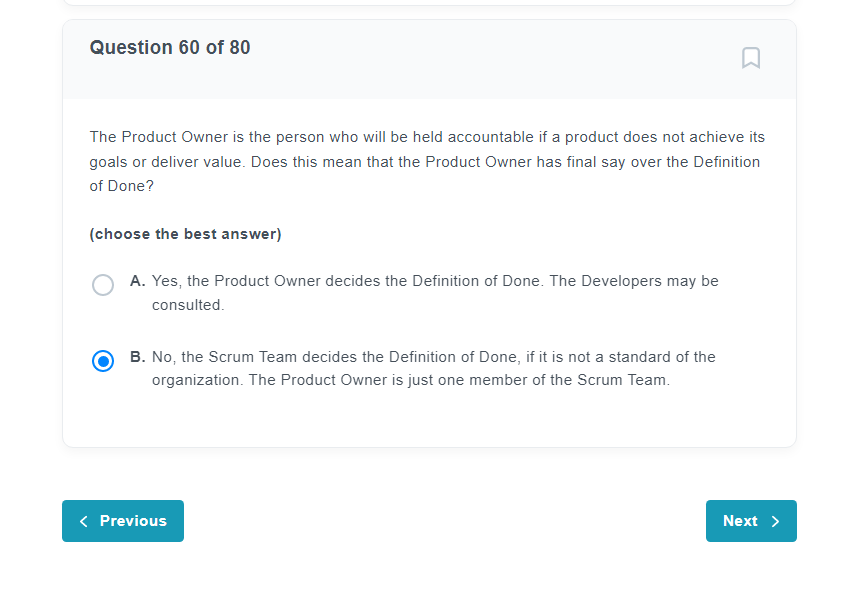 Question 60 of 80
The Product Owner is the person who will be held accountable if a product does not achieve its
goals or deliver value. Does this mean that the Product Owner has final say over the Definition
of Done?
(choose the best answer)
A. Yes, the Product Owner decides the Definition of Done. The Developers may be
consulted.
B. No, the Scrum Team decides the Definition of Done, if it is not a standard of the
organization. The Product Owner is just one member of the Scrum Team.
Previous
Next